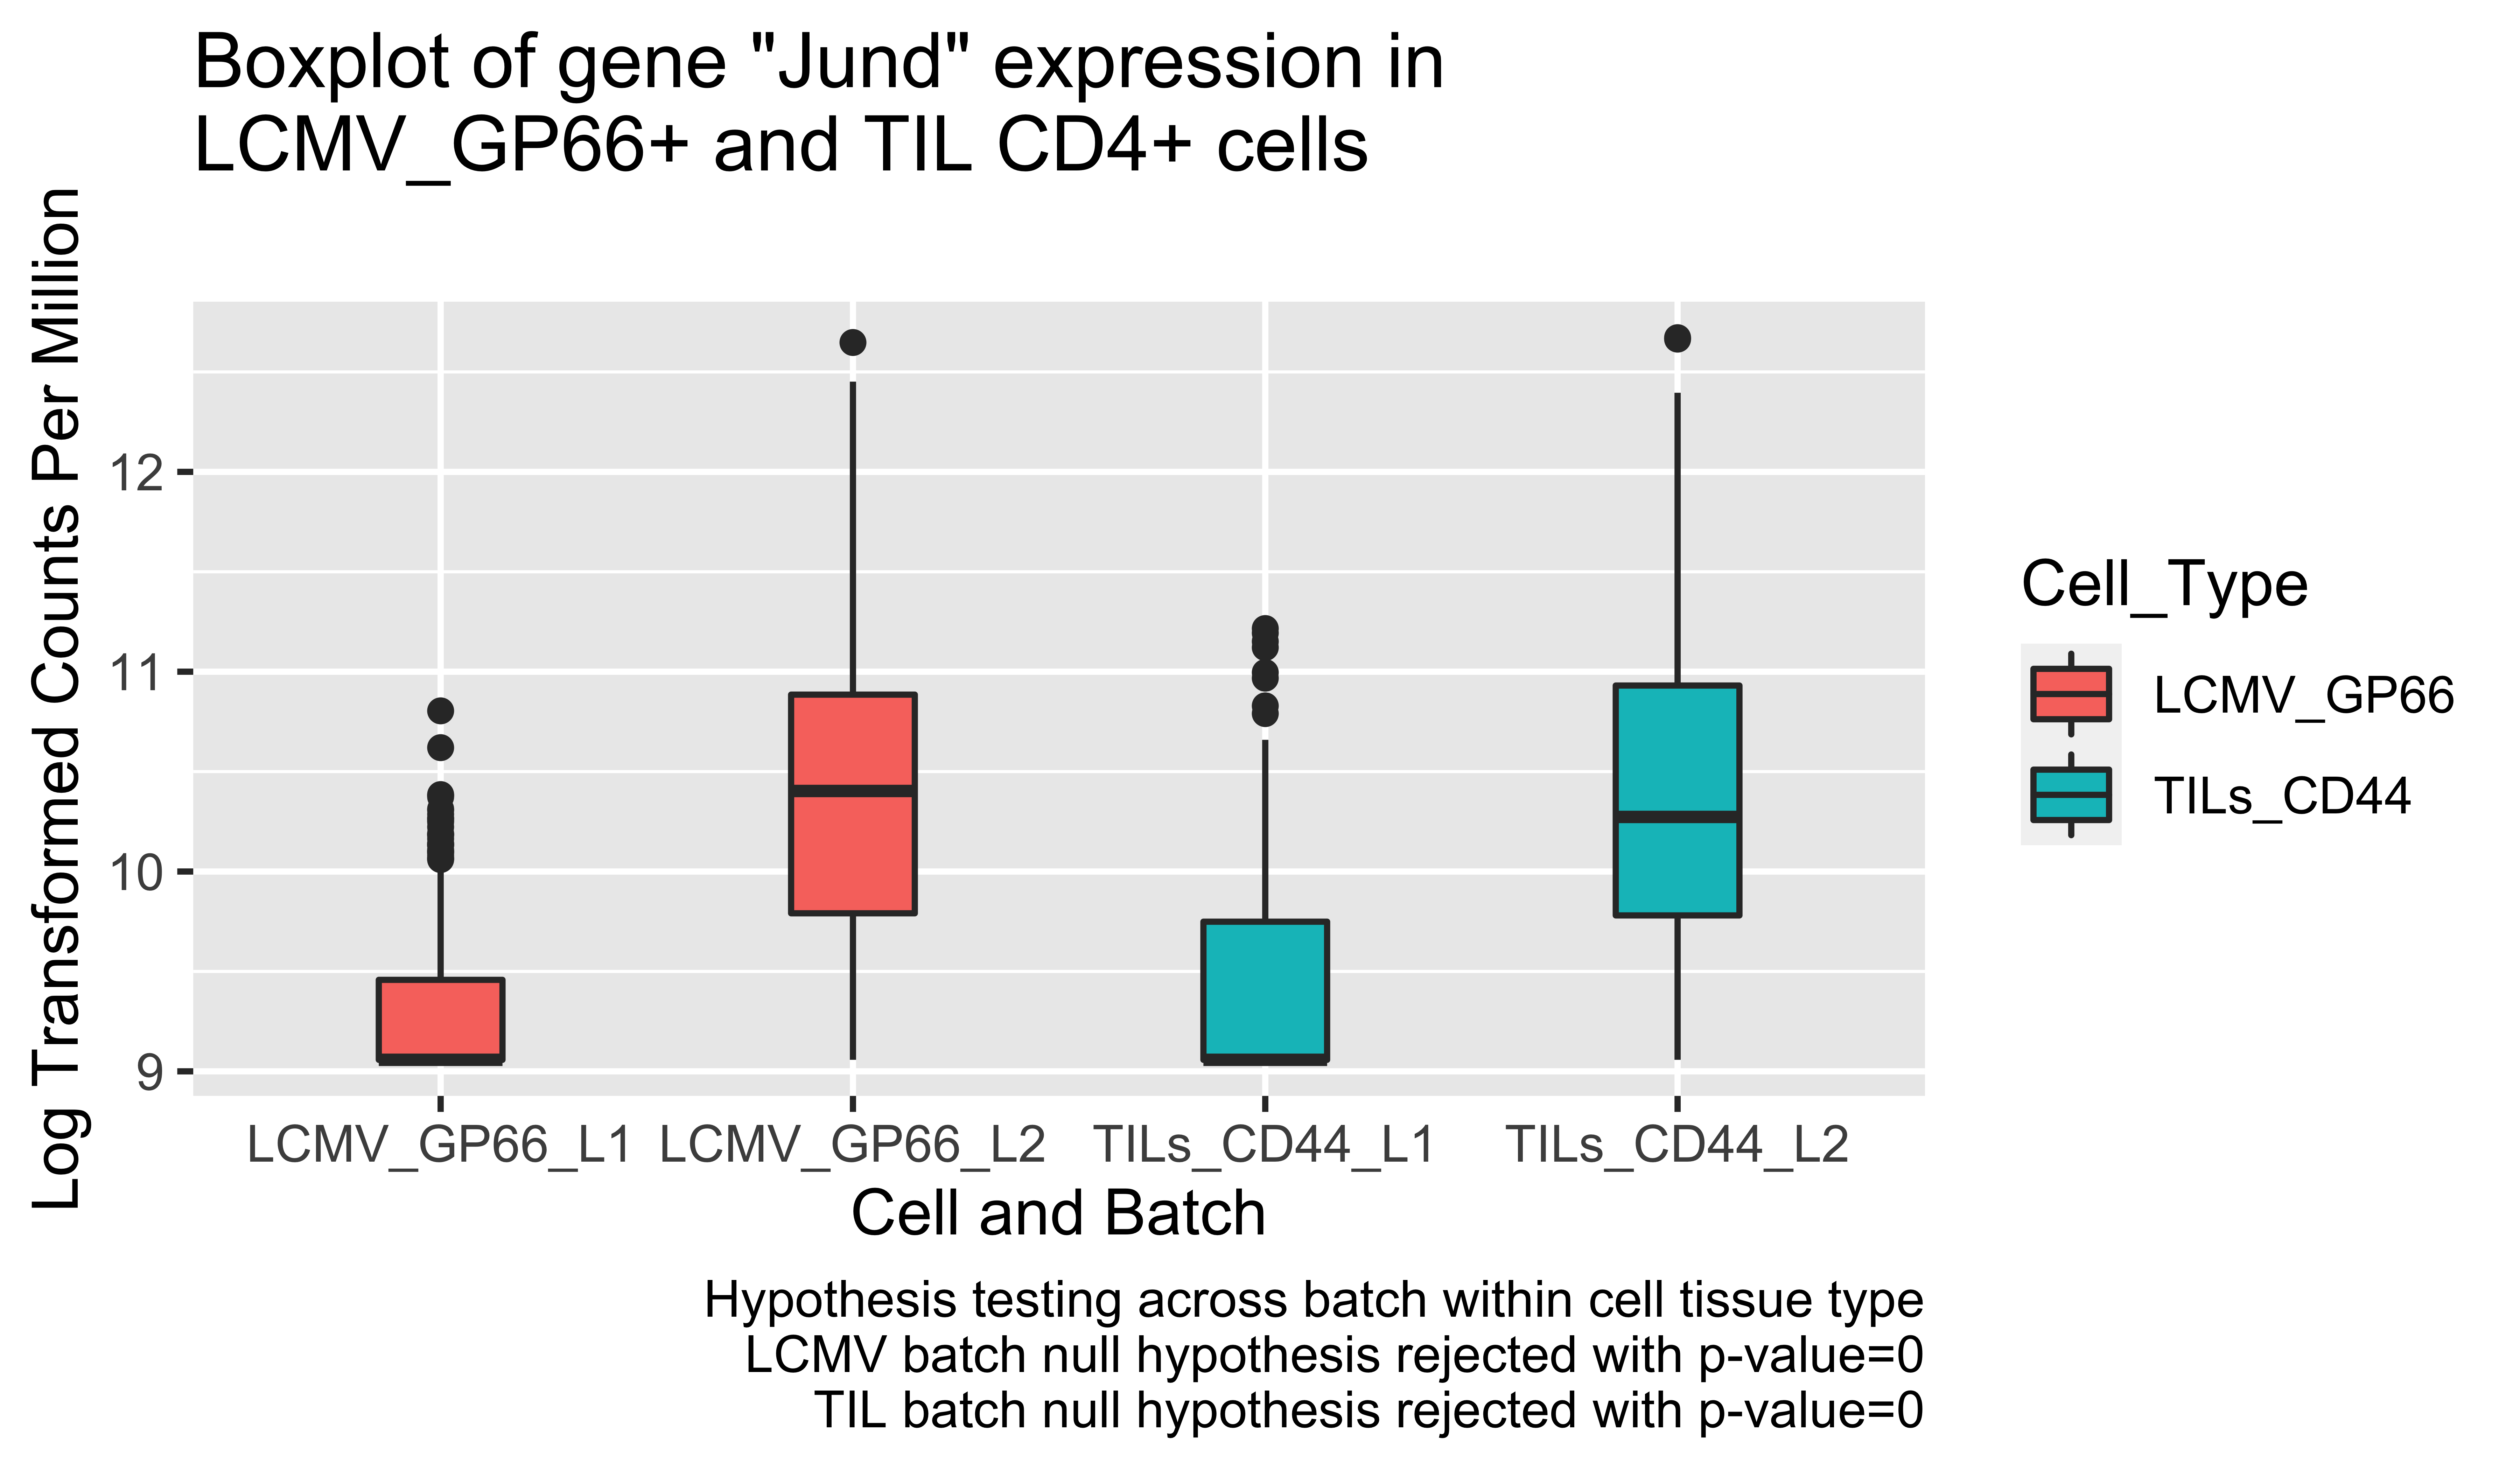 Boxplot of gene "Jund" expression in
LCMV_GP66+ and TIL CD4+ cells
Log Transformed Counts Per Million
12
11
10
9
LCMV_GP66_L1
LCMV_GP66_L2
TILs_CD44_L1
TILs_CD44_L2
Cell and Batch
Cell_Type
LCMV_GP66
TILs_CD44
Hypothesis testing across batch within cell tissue type
LCMV batch null hypothesis rejected with p-value=0
TIL batch null hypothesis rejected with p-value=0